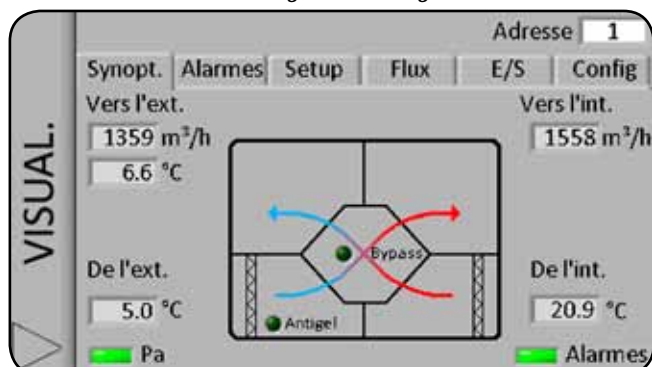 Adresse 1
Synopt. Alarmes Setup Flux E/S Config
VISUAL.
Vers l'ext. Vers l'int.
1359 m³/h 1558 m³/h
6.6 °C
Bypass
De l'ext. De l'int.
5.0 °C 20.9 °C
Antigel
Pa Alarmes